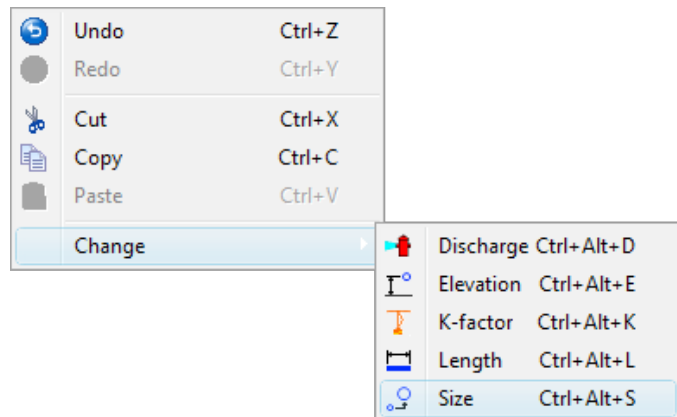 Undo Ctrl+Z
Redo Ctrl+Y
Cut Ctrl+X
Copy Ctrl+C
Paste Ctrl+V
Change
Discharge Ctrl+Alt+D
Elevation Ctrl+Alt+E
K-factor Ctrl+Alt+K
Length Ctrl+Alt+L
Size Ctrl+Alt+S